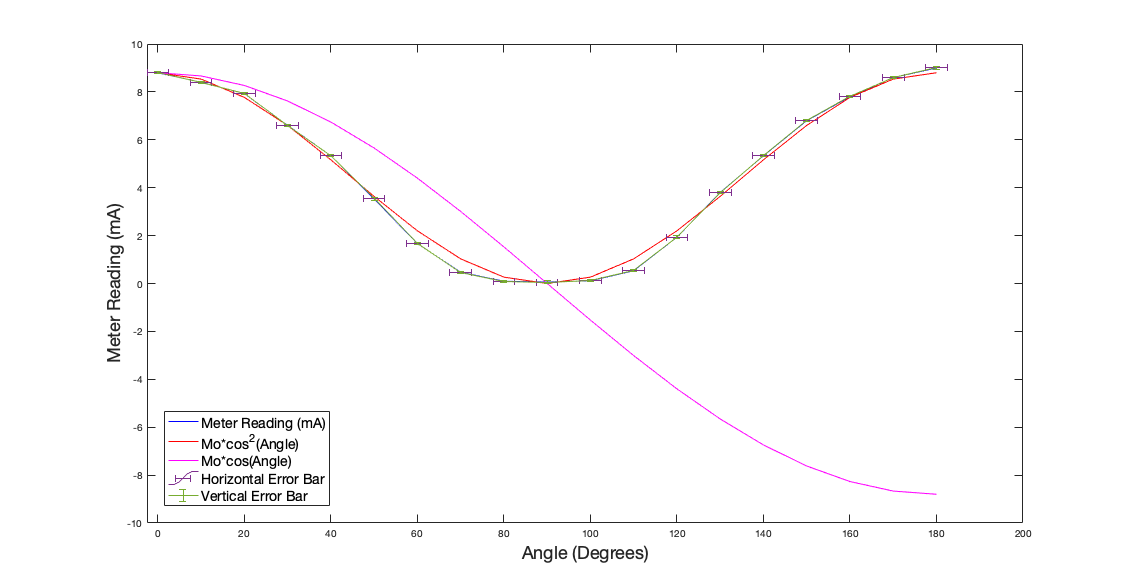 10
8
6
4
2
0
-2
-4
-6
-8
-10
Meter Reading (mA)
Meter Reading (mA)
Mo*cos²(Angle)
Mo*cos(Angle)
Horizontal Error Bar
Vertical Error Bar
0 20 40 60 80 100 120 140 160 180 200
Angle (Degrees)